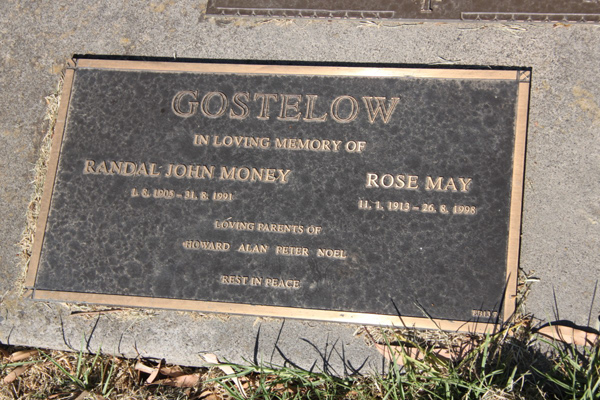 GOSTELOW
IN LOVING MEMORY OF
RANDAL JOHN MONEY ROSE MAY
1. 8. 1908 – 31. 8. 1991 11. 1. 1913 – 26. 8. 1998
LOVING PARENTS OF
HOWARD ALAN PETER NOEL
REST IN PEACE